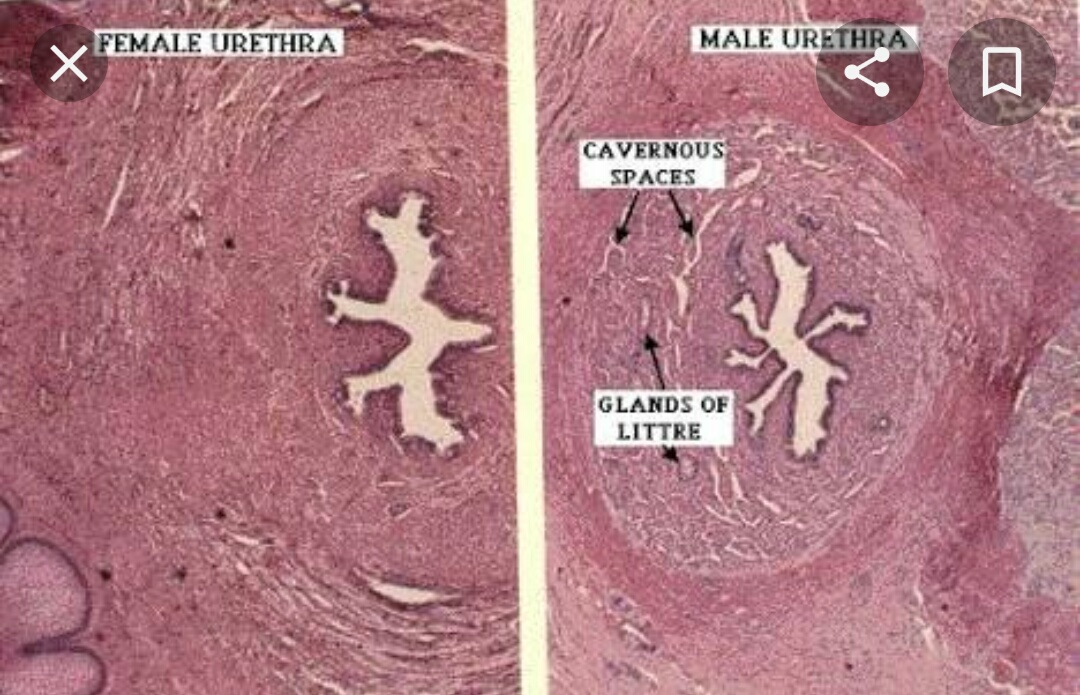 FEMALE URETHRA
MALE URETHRA
CAVERNOUS
SPACES
GLANDS OF
LITTRE